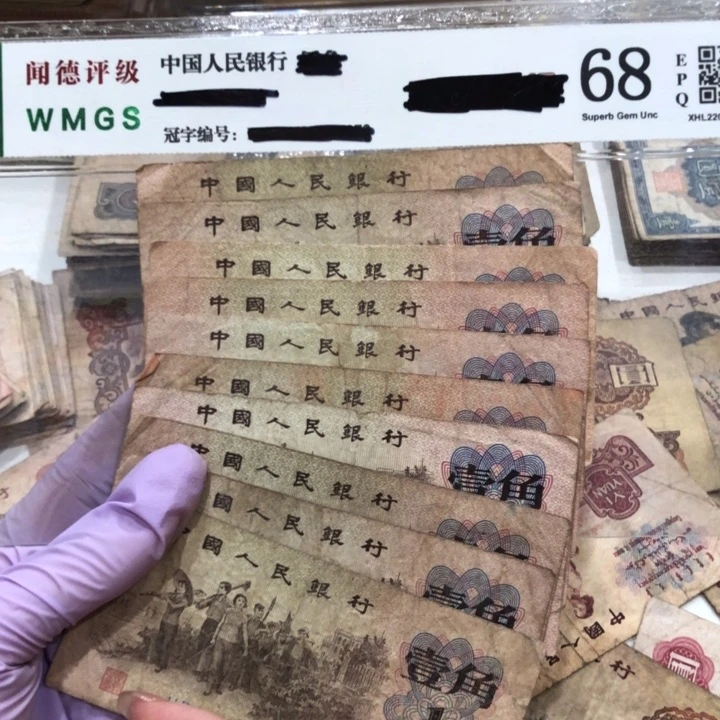 闻德评级
WMGS
中国人民银行
冠字编号:
68
Superb Gem Unc
EPQ
XHL220
中國人民銀行
中國人民銀行
壹角
中國人民銀行
中國人民銀行
中國人民銀行
中國人民銀行
中國人民銀行
壹角
中國人民銀行
中國人民銀行
壹角
中國人民銀行
壹角
中國人民